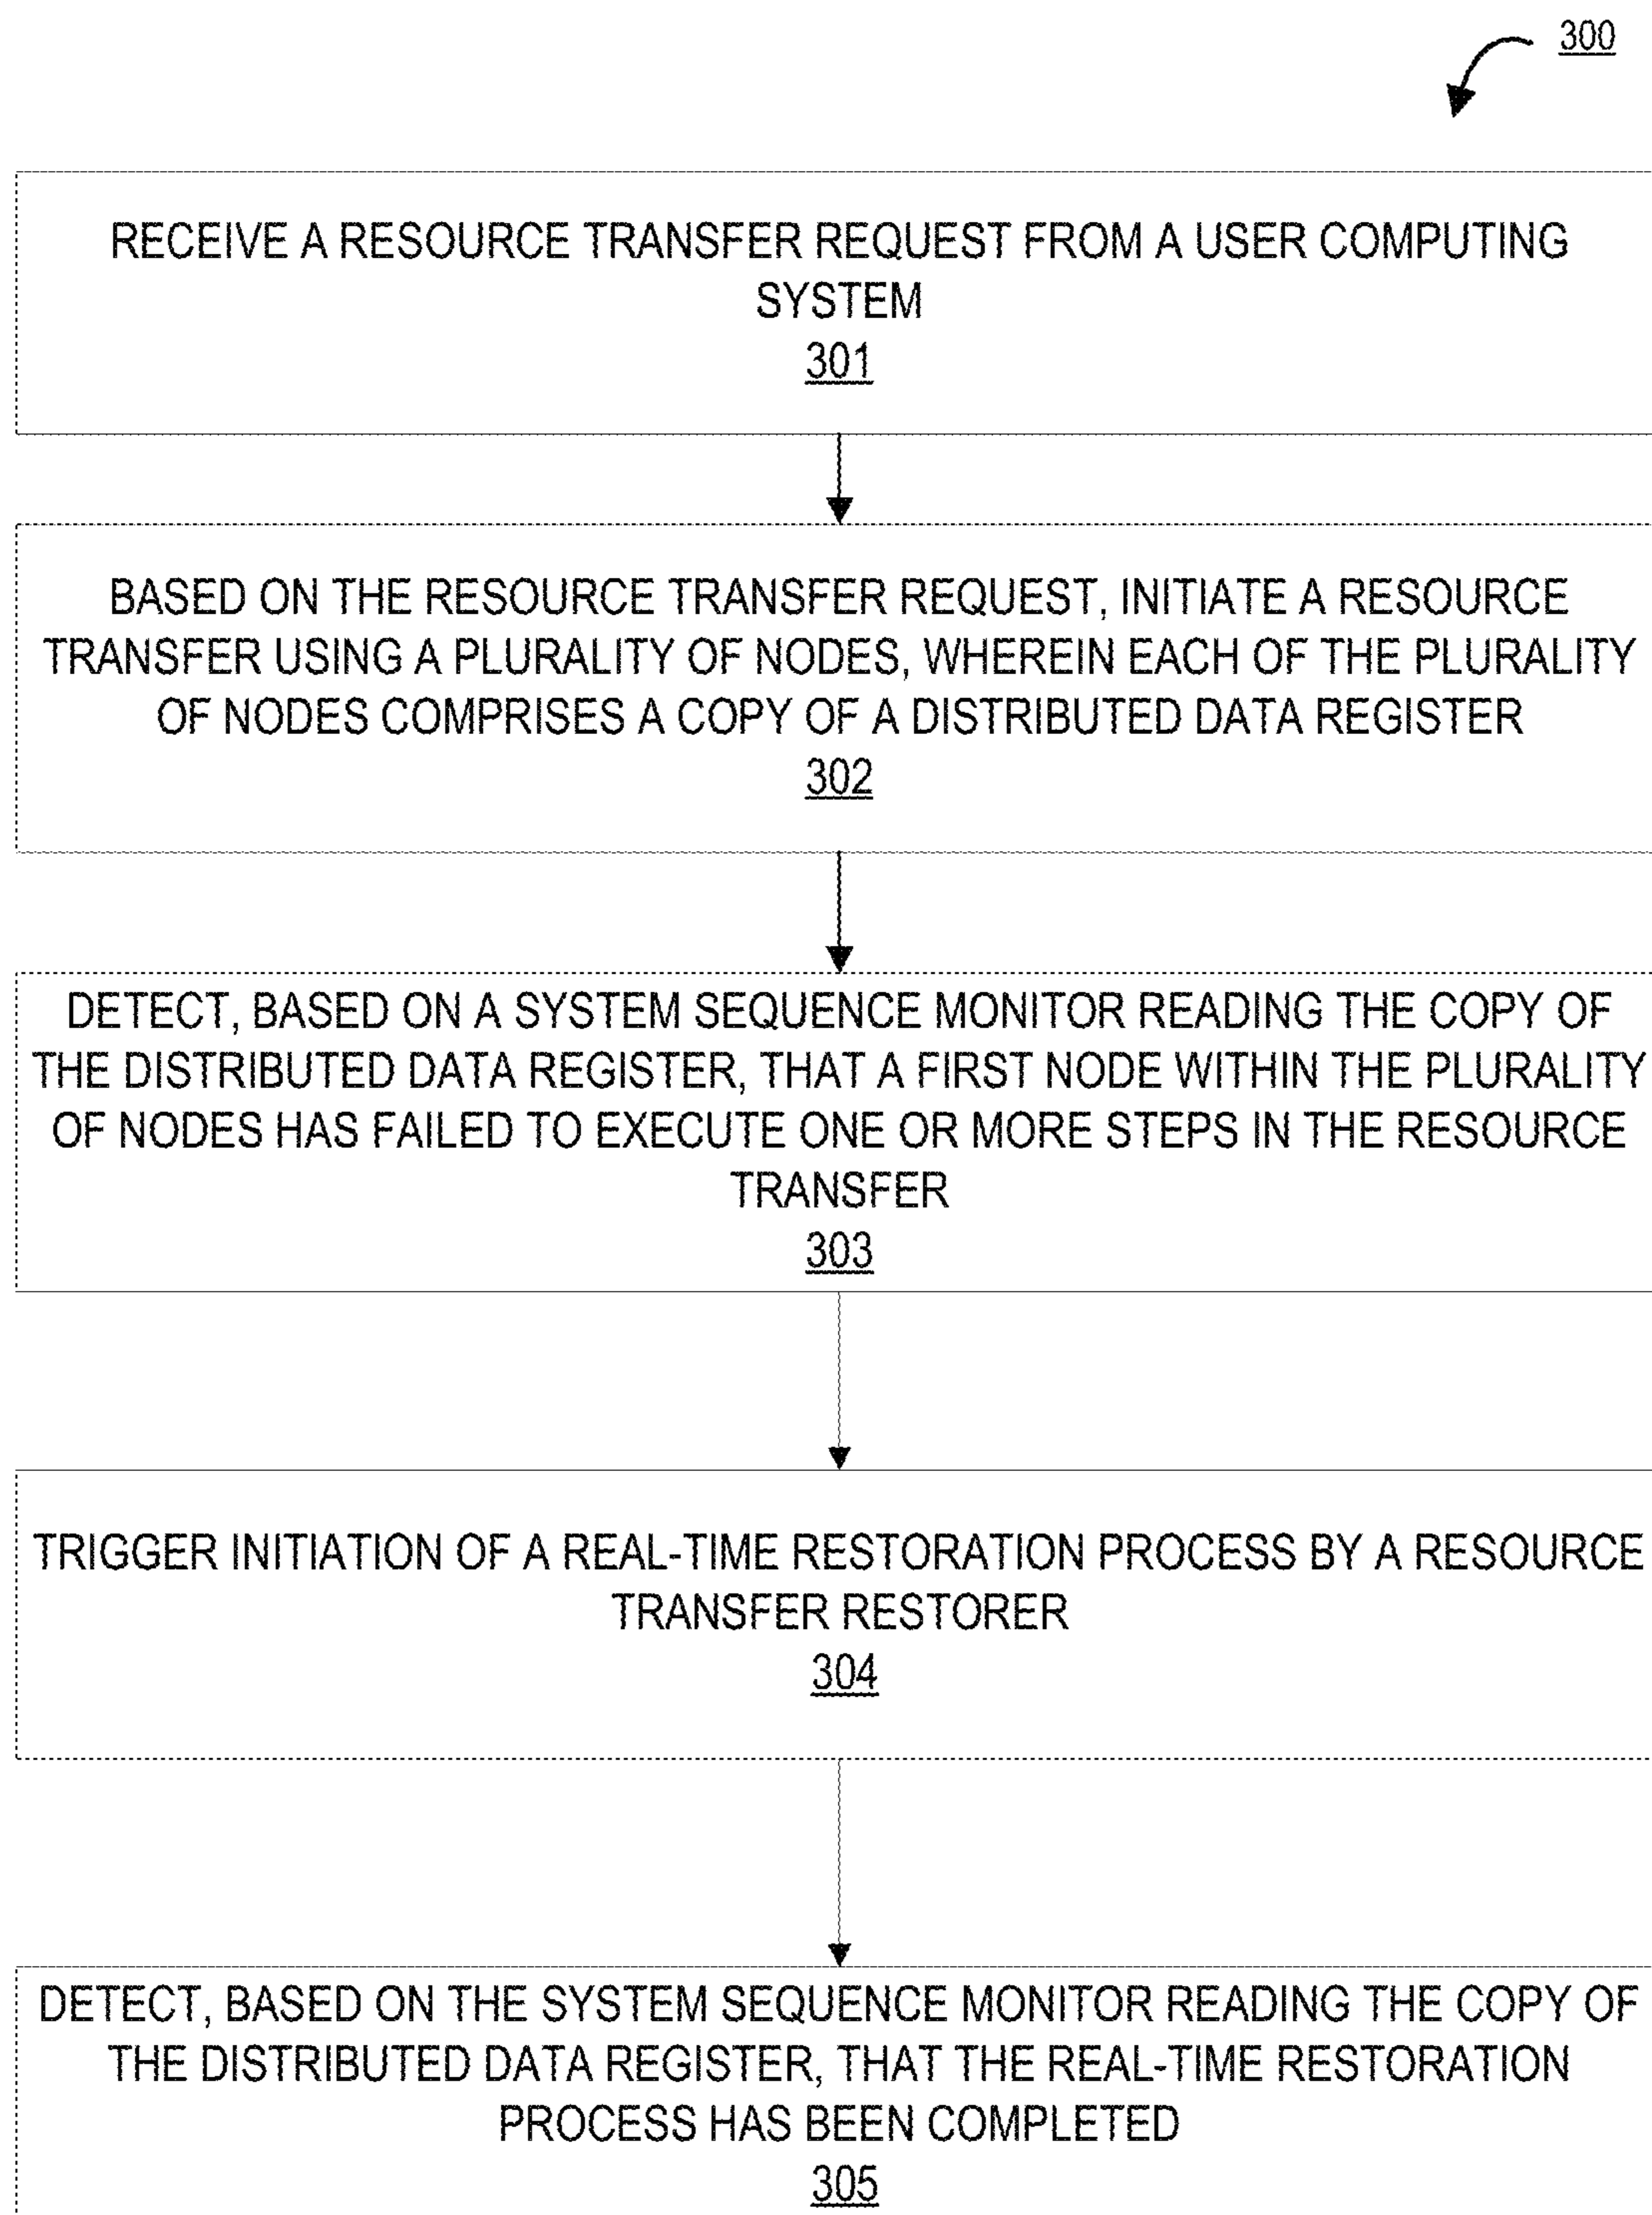 300
RECEIVE A RESOURCE TRANSFER REQUEST FROM A USER COMPUTING
SYSTEM
301
BASED ON THE RESOURCE TRANSFER REQUEST, INITIATE A RESOURCE
TRANSFER USING A PLURALITY OF NODES, WHEREIN EACH OF THE PLURALITY
OF NODES COMPRISES A COPY OF A DISTRIBUTED DATA REGISTER
302
DETECT, BASED ON A SYSTEM SEQUENCE MONITOR READING THE COPY OF
THE DISTRIBUTED DATA REGISTER, THAT A FIRST NODE WITHIN THE PLURALITY
OF NODES HAS FAILED TO EXECUTE ONE OR MORE STEPS IN THE RESOURCE
TRANSFER
303
TRIGGER INITIATION OF A REAL-TIME RESTORATION PROCESS BY A RESOURCE
TRANSFER RESTORER
304
DETECT, BASED ON THE SYSTEM SEQUENCE MONITOR READING THE COPY OF
THE DISTRIBUTED DATA REGISTER, THAT THE REAL-TIME RESTORATION
PROCESS HAS BEEN COMPLETED
305